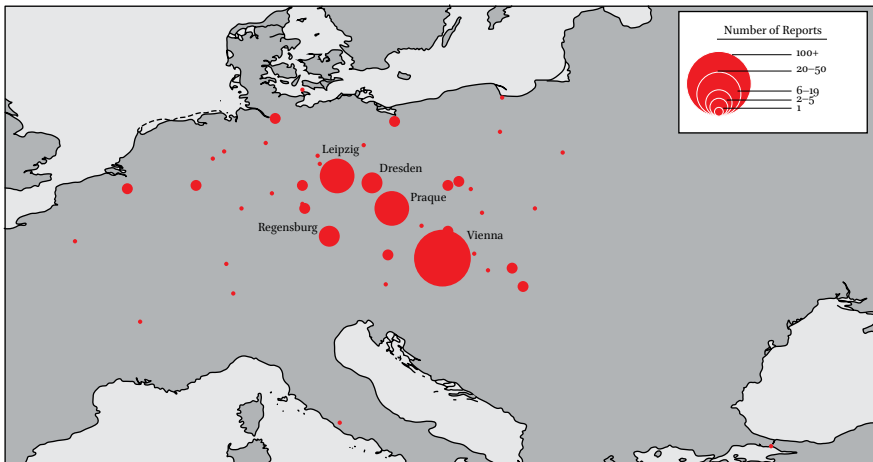 Number of Reports
100+
20–50
6–19
2–5
1
Leipzig
Dresden
Praque
Regensburg
Vienna